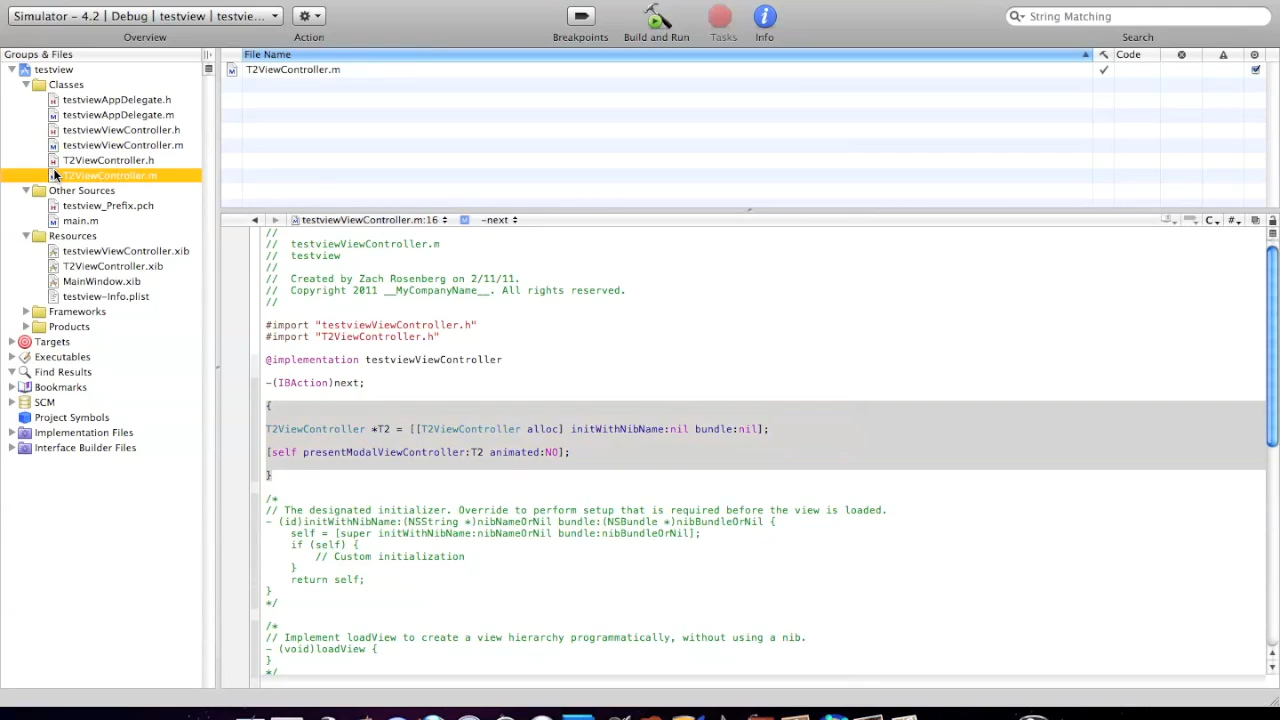 Simulator - 4.2 | Debug | testview | testvie...
Overview
Action
Breakpoints
Build and Run
Tasks
Info
String Matching
Search
Groups & Files
testview
Classes
testviewAppDelegate.h
testviewAppDelegate.m
testviewViewController.h
testviewViewController.m
T2ViewController.h
T2ViewController.m
Other Sources
testview_Prefix.pch
main.m
Resources
testviewViewController.xib
T2ViewController.xib
MainWindow.xib
testview-Info.plist
Frameworks
Products
Targets
Executables
Find Results
Bookmarks
SCM
Project Symbols
Implementation Files
Interface Builder Files
File Name
Code
T2ViewController.m
testviewViewController.m:16
-next
C
#
//
//  testviewViewController.m
//  testview
//
//  Created by Zach Rosenberg on 2/11/11.
//  Copyright 2011 __MyCompanyName__. All rights reserved.
//
#import "testviewViewController.h"
#import "T2ViewController.h"
@implementation testviewViewController
-(IBAction)next;
{
T2ViewController *T2 = [[T2ViewController alloc] initWithNibName:nil bundle:nil];
[self presentModalViewController:T2 animated:NO];
}
/*
// The designated initializer. Override to perform setup that is required before the view is loaded.
- (id)initWithNibName:(NSString *)nibNameOrNil bundle:(NSBundle *)nibBundleOrNil {
    self = [super initWithNibName:nibNameOrNil bundle:nibBundleOrNil];
    if (self) {
        // Custom initialization
    }
    return self;
}
*/
/*
// Implement loadView to create a view hierarchy programmatically, without using a nib.
- (void)loadView {
}
*/